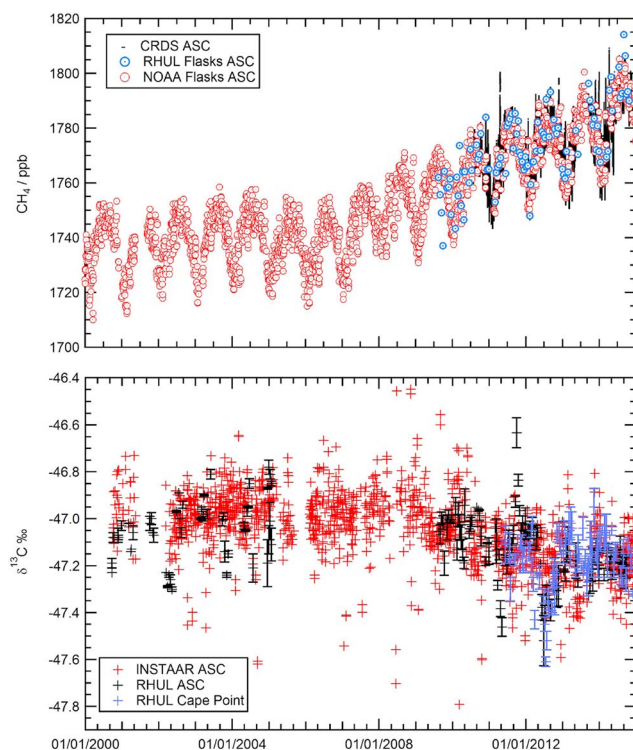 1820
1800
1780
1760
1740
1720
1700
CH4 / ppb
CRDS ASC
RHUL Flasks ASC
NOAA Flasks ASC
-46.4
-46.6
-46.8
-47.0
-47.2
-47.4
-47.6
-47.8
δ13C ‰
INSTAAR ASC
RHUL ASC
RHUL Cape Point
01/01/2000
01/01/2004
01/01/2008
01/01/2012